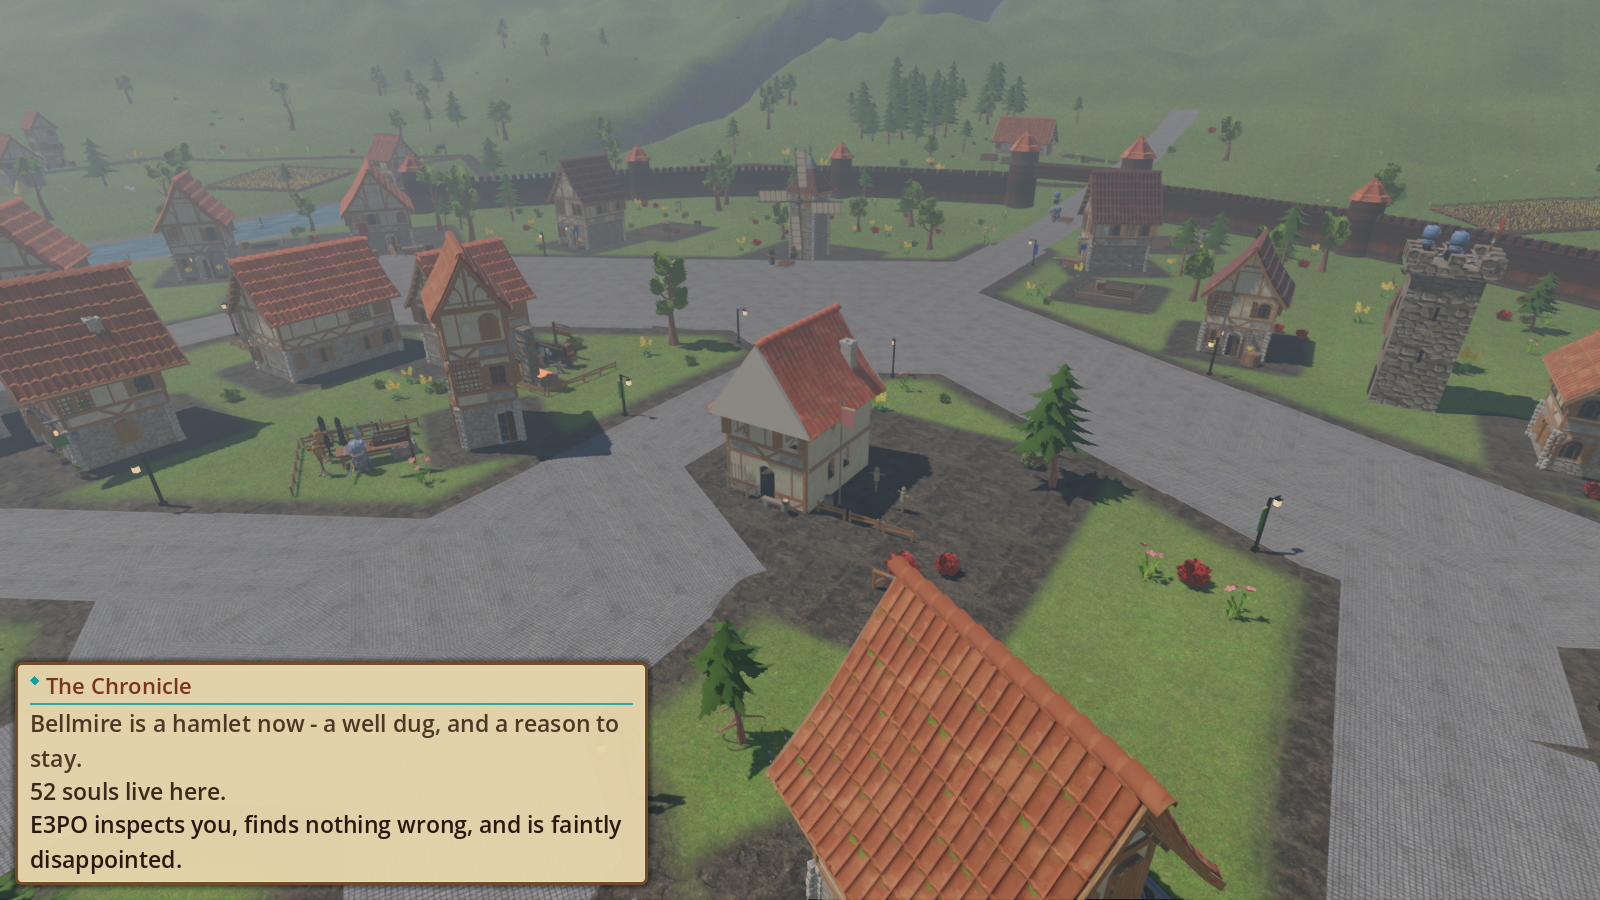 The Chronicle
Bellmire is a hamlet now - a well dug, and a reason to
stay.
52 souls live here.
E3PO inspects you, finds nothing wrong, and is faintly
disappointed.